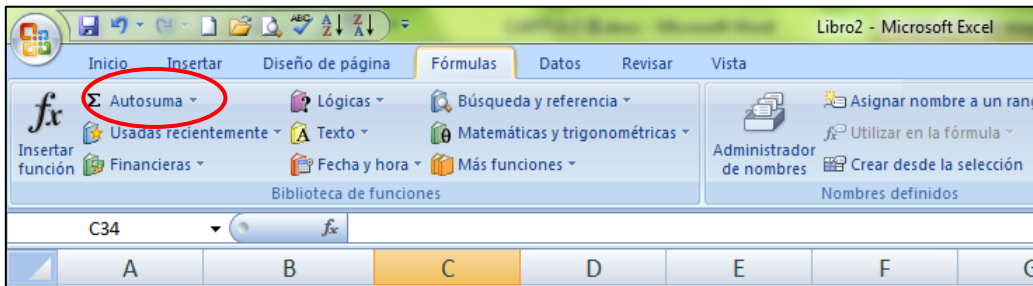 Libro2 - Microsoft Excel
Inicio Insertar Diseño de página Fórmulas Datos Revisar Vista
fx Insertar función
Σ Autosuma
Usadas recientemente
Financieras
Lógicas
Texto
Fecha y hora
Búsqueda y referencia
Matemáticas y trigonométricas
Más funciones
Biblioteca de funciones
Administrador de nombres
Asignar nombre a un rang
Utilizar en la fórmula
Crear desde la selección
Nombres definidos
C34 fx
A B C D E F G